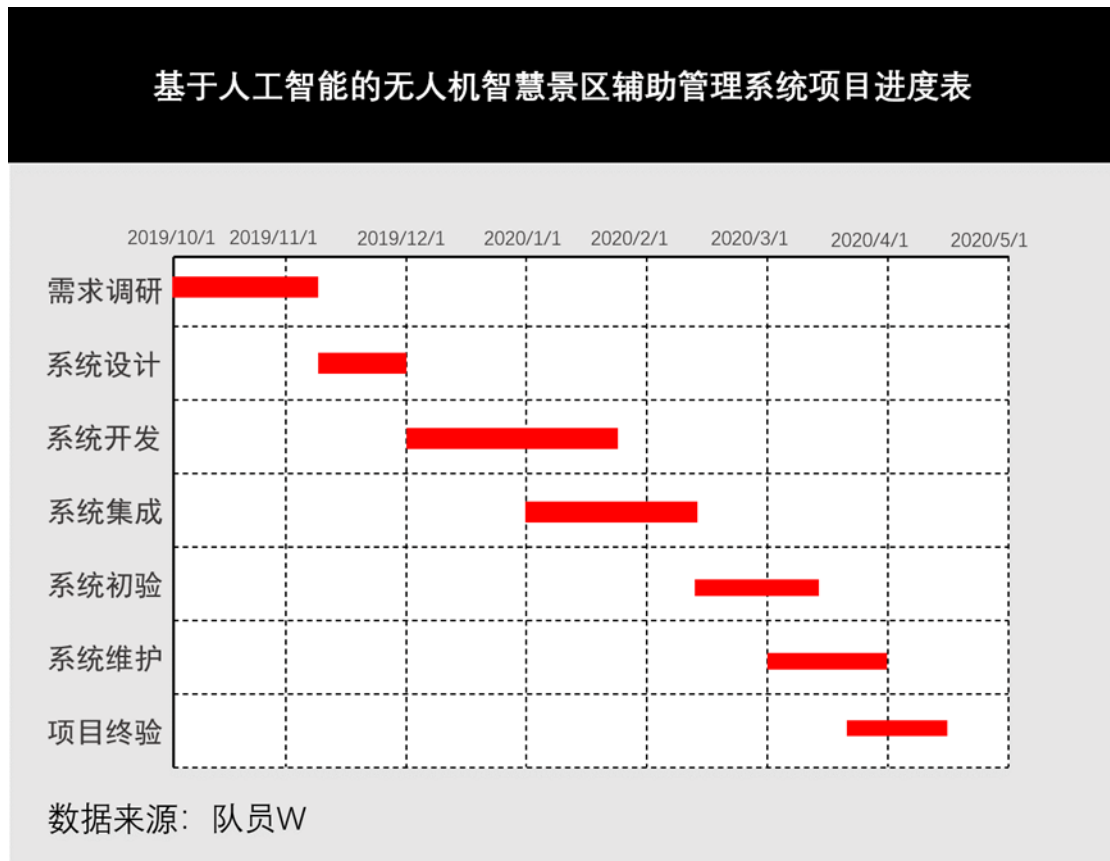 基于人工智能的无人机智慧景区辅助管理系统项目进度表
2019/10/1 2019/11/1 2019/12/1 2020/1/1 2020/2/1 2020/3/1 2020/4/1 2020/5/1
需求调研
系统设计
系统开发
系统集成
系统初验
系统维护
项目终验
数据来源：队员W